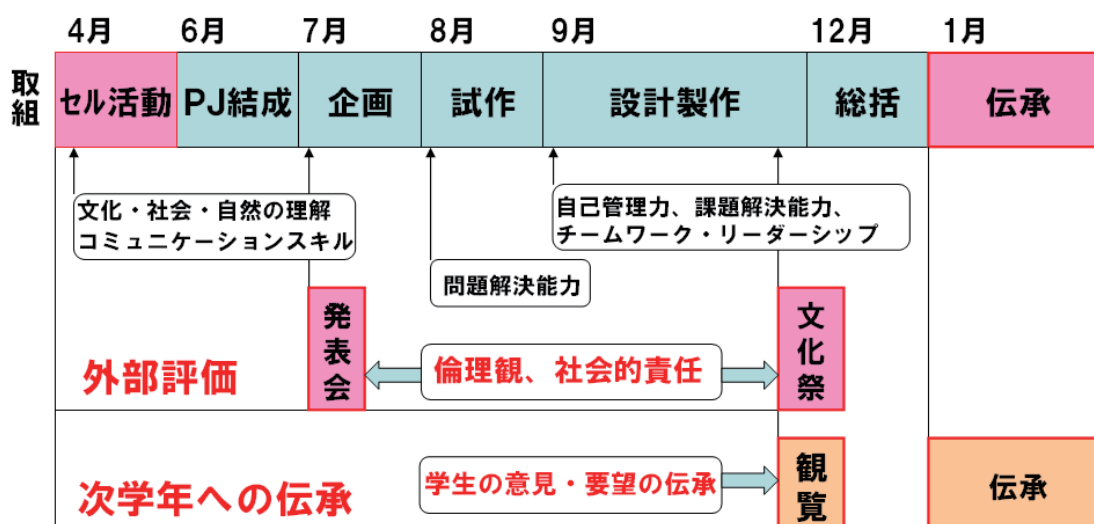 4月 6月 7月 8月 9月 12月 1月
取組
セル活動 PJ結成 企画 試作 設計製作 総括 伝承
文化・社会・自然の理解
コミュニケーションスキル
自己管理力、課題解決能力、
チームワーク・リーダーシップ
問題解決能力
発表会
文化祭
外部評価
倫理観、社会的責任
次学年への伝承
学生の意見・要望の伝承
観覧
伝承